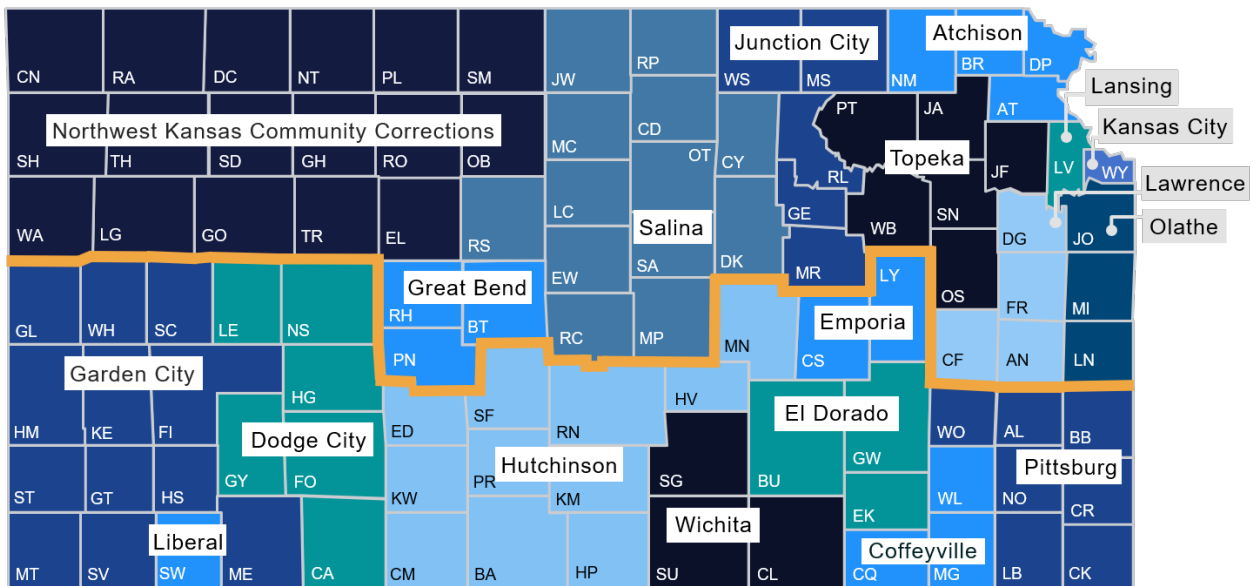 Junction City
Atchison
RP
JW
WS
MS
NM
BR
DP
CN
RA
DC
NT
PL
SM
Lansing
PT
JA
AT
Kansas City
Northwest Kansas Community Corrections
CD
MC
OT
CY
Topeka
SH
TH
SD
GH
RO
OB
RL
JF
LV
WY
Lawrence
LC
GE
SN
Salina
WB
DG
JO
Olathe
WA
LG
GO
TR
EL
RS
EW
SA
DK
MR
LY
Great Bend
OS
FR
MI
RH
BT
Emporia
GL
WH
SC
LE
NS
RC
MP
MN
CS
PN
CF
AN
LN
Garden City
HG
HV
El Dorado
SF
ED
RN
HM
KE
FI
Dodge City
WO
AL
BB
GW
Hutchinson
Pittsburg
GY
FO
PR
SG
BU
ST
GT
HS
KW
KM
WL
NO
EK
CR
Wichita
Liberal
Coffeyville
MT
SV
SW
ME
CA
CM
BA
HP
SU
CL
CQ
MG
LB
CK